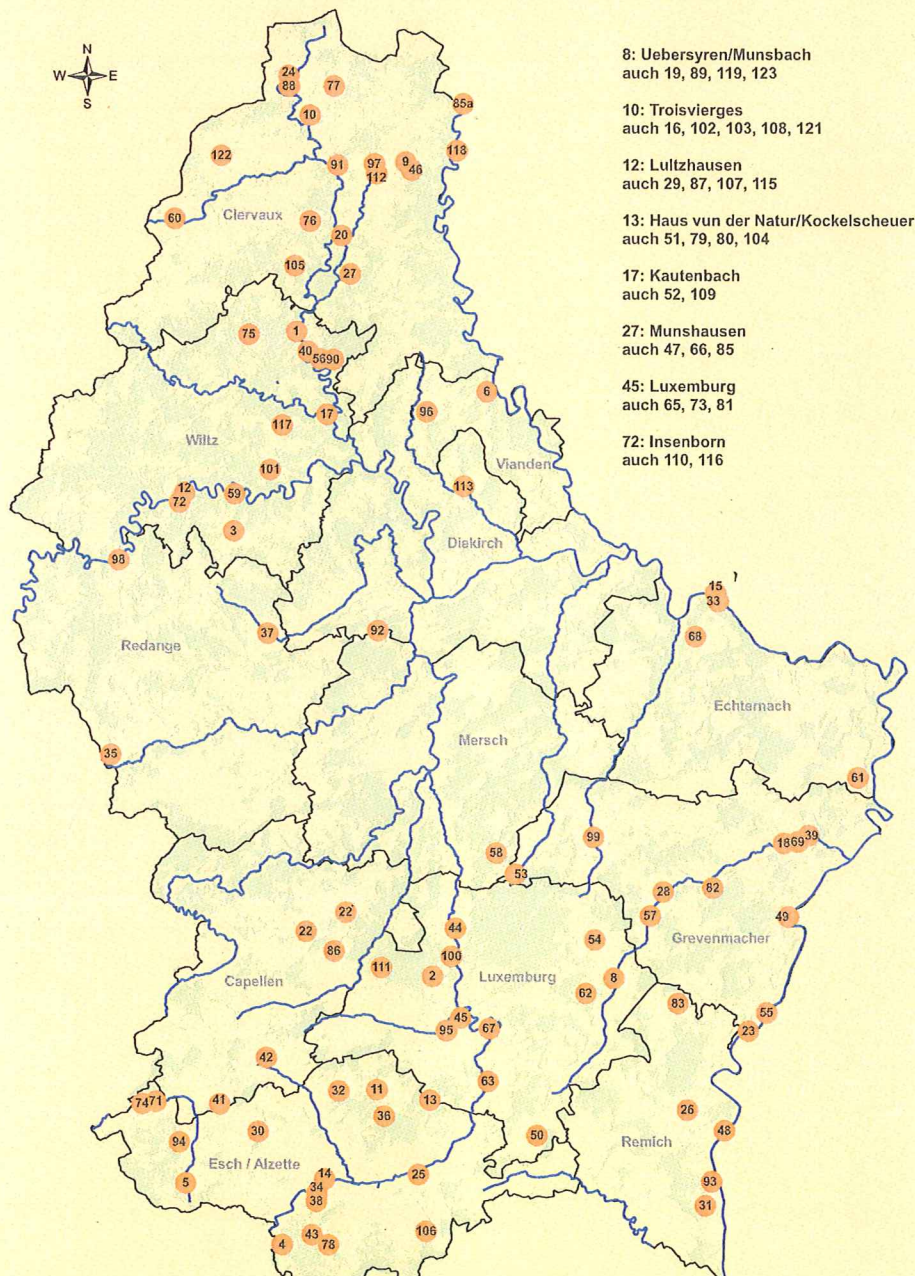 N
W E
S
8: Uebersyren/Munsbach
auch 19, 89, 119, 123
10: Troisvierges
auch 16, 102, 103, 108, 121
12: Lultzhausen
auch 29, 87, 107, 115
13: Haus vun der Natur/Kockelscheuer
auch 51, 79, 80, 104
17: Kautenbach
auch 52, 109
27: Munshausen
auch 47, 66, 85
45: Luxemburg
auch 65, 73, 81
72: Insenborn
auch 110, 116
24
88
77
85a
10
118
122
91
97
112
9
46
60
Clervaux
76
20
105
27
75
1
40
56
90
6
17
96
117
Wiltz
Vianden
101
113
12
59
72
3
Diekirch
98
15
33
37
92
68
Redange
Echternach
Mersch
35
61
99
39
18
69
58
53
28
82
22
57
49
22
44
54
Grevenmacher
86
100
111
2
Luxemburg
8
Capellen
62
83
45
55
95
67
23
42
63
32
11
13
74
71
41
26
36
30
50
48
94
Remich
Esch / Alzette
14
25
5
34
93
38
31
43
106
4
78